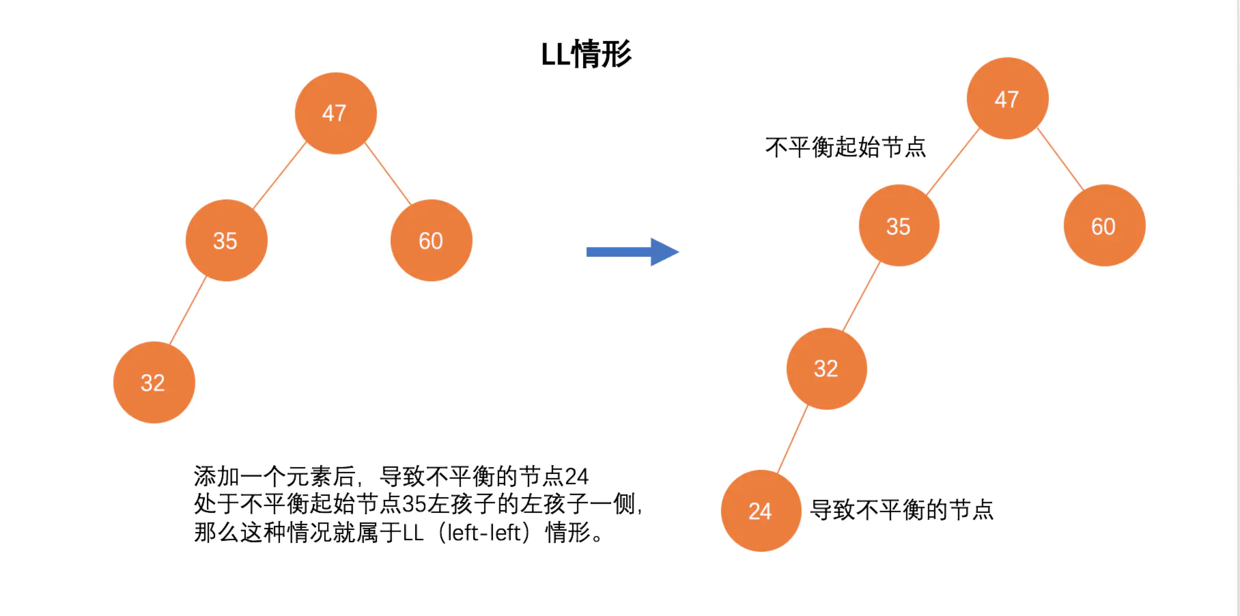 LL情形
47
35
60
32
不平衡起始节点
47
35
60
32
24
导致不平衡的节点
添加一个元素后，导致不平衡的节点24
处于不平衡起始节点35左孩子的左孩子一侧，
那么这种情况就属于LL（left-left）情形。